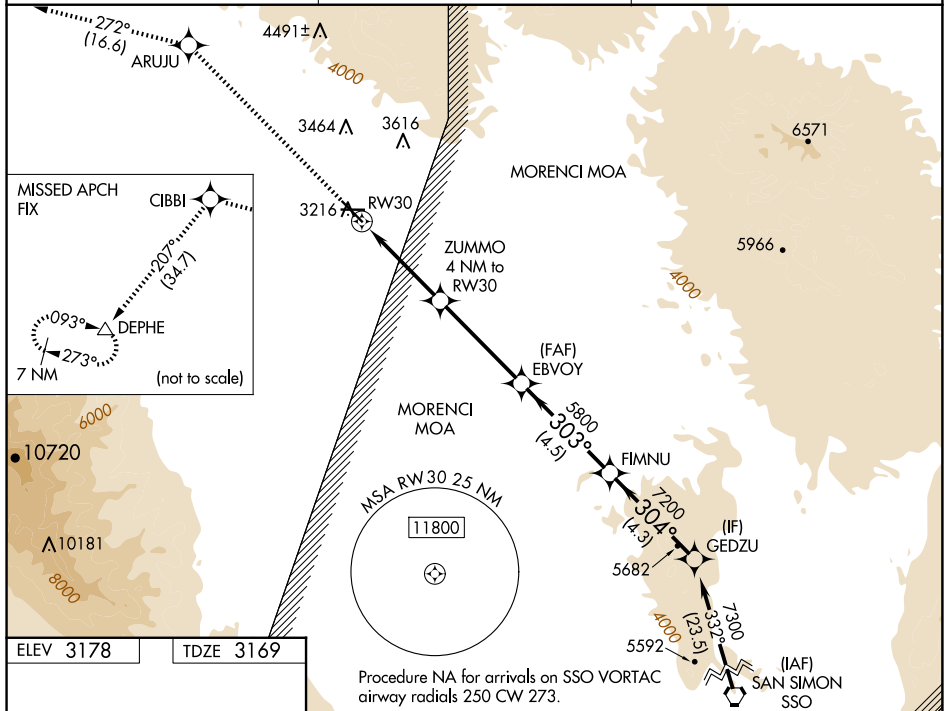 272°
(16.6)
ARUJU
4491±
4000
3464
3616
6571
MORENCI MOA
MISSED APCH
FIX
CIBBI
207°
(34.7)
093°
DEPHE
273°
7 NM
(not to scale)
3216
RW30
5966
ZUMMO
4 NM to
RW30
4000
(FAF)
EBVOY
6000
MORENCI
MOA
5800
303°
(4.5)
10720
FIMNU
MSA RW30 25 NM
11800
7200
304°
(4.3)
(IF)
GEDZU
10181
5682
8000
4000
7300
332°
(23.5)
5592
(IAF)
SAN SIMON
SSO
ELEV 3178
TDZE 3169
Procedure NA for arrivals on SSO VORTAC
airway radials 250 CW 273.